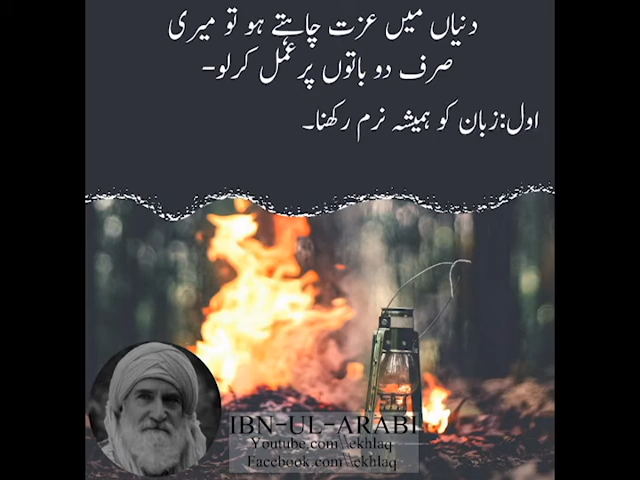 دنیاں میں عزت چاہتے ہو تو میری
صرف دو باتوں پر عمل کرلو-
اول:زبان کو ہمیشہ نرم رکھنا۔
IBN-UL-ARABI
Youtube.com\\ekhlaq
Facebook.com\\ekhlaq